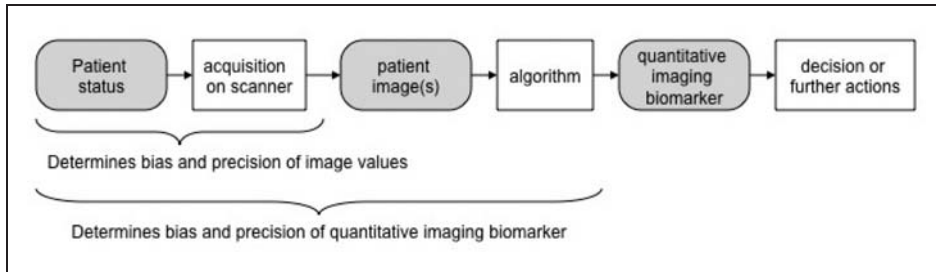 Patient
status
acquisition
on scanner
patient
image(s)
algorithm
quantitative
imaging
biomarker
decision or
further actions
Determines bias and precision of image values
Determines bias and precision of quantitative imaging biomarker